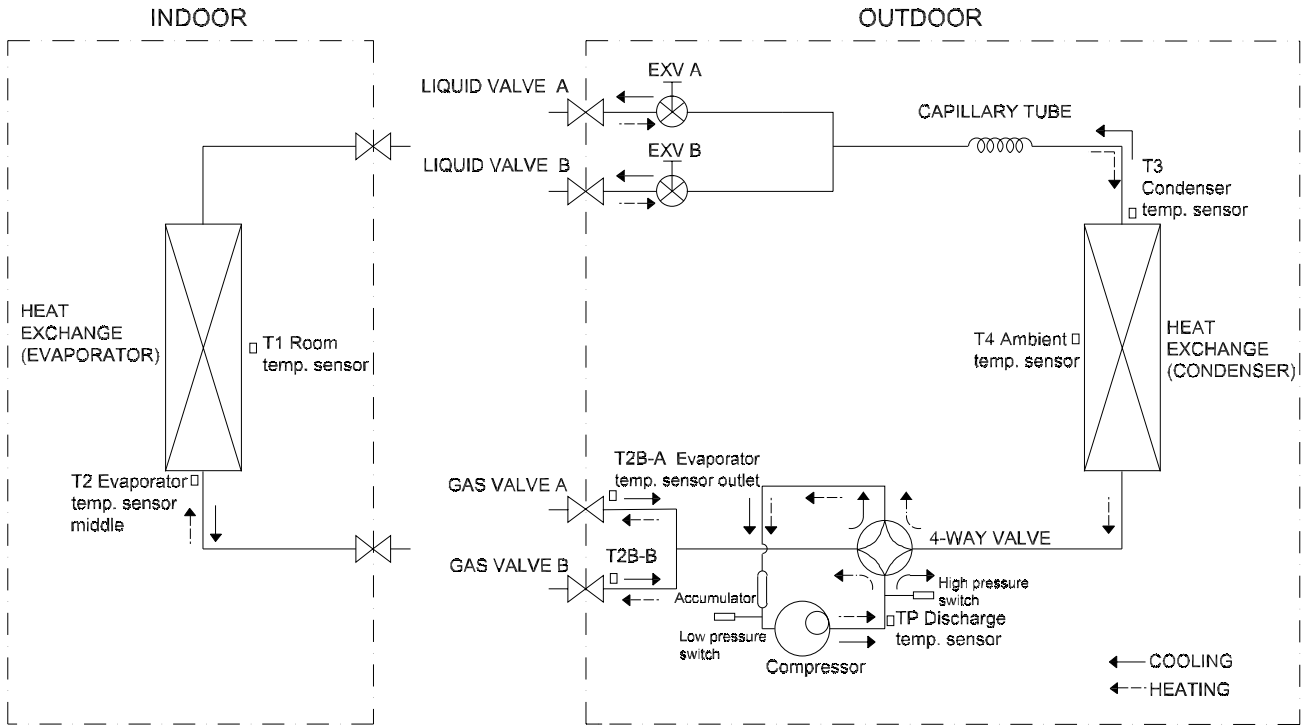 INDOOR
OUTDOOR
LIQUID VALVE A
EXV A
CAPILLARY TUBE
LIQUID VALVE B
EXV B
T3
Condenser
temp. sensor
HEAT
EXCHANGE
(EVAPORATOR)
T1 Room
temp. sensor
T4 Ambient
temp. sensor
HEAT
EXCHANGE
(CONDENSER)
T2 Evaporator
temp. sensor
middle
GAS VALVE A
T2B-A Evaporator
temp. sensor outlet
4-WAY VALVE
GAS VALVE B
T2B-B
Accumulator
High pressure
switch
Low pressure
switch
TP Discharge
temp. sensor
Compressor
COOLING
HEATING